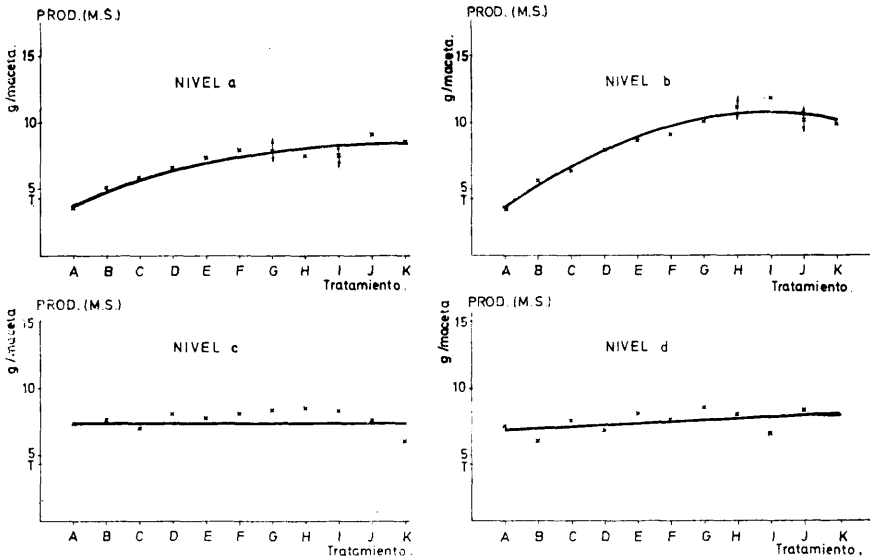 PROD. (M.S.)
g/maceta.
15
10
5
T
NIVEL a
A B C D E F G H I J K
Tratamiento.
PROD. (M.S.)
g/maceta.
15
10
5
T
NIVEL b
A B C D E F G H I J K
Tratamiento.
PROD. (M.S.)
g/maceta
15
10
5
T
NIVEL c
A B C D E F G H I J K
Tratamiento.
PROD. (M.S.)
g/maceta
15
10
5
T
NIVEL d
A B C D E F G H I J K
Tratamiento.